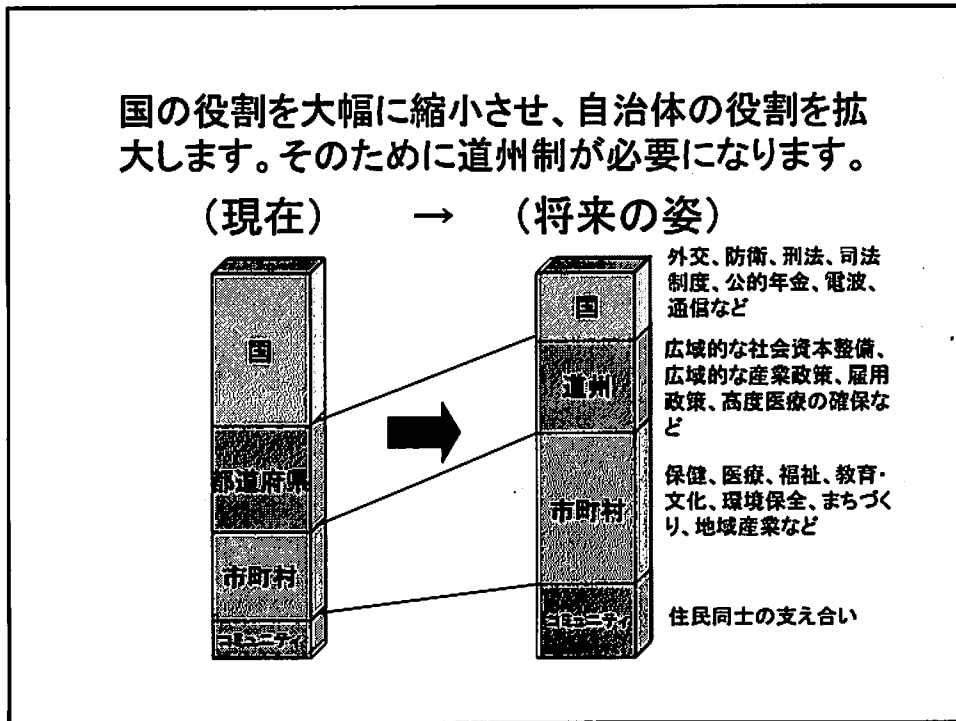 国の役割を大幅に縮小させ、自治体の役割を拡
大します。そのために道州制が必要になります。
（現在） → （将来の姿）
国
都道府県
市町村
コミュニティ
国
道州
市町村
コミュニティ
外交、防衛、刑法、司法
制度、公的年金、電波、
通信など
広域的な社会資本整備、
広域的な産業政策、雇用
政策、高度医療の確保な
ど
保健、医療、福祉、教育・
文化、環境保全、まちづく
り、地域産業など
住民同士の支え合い